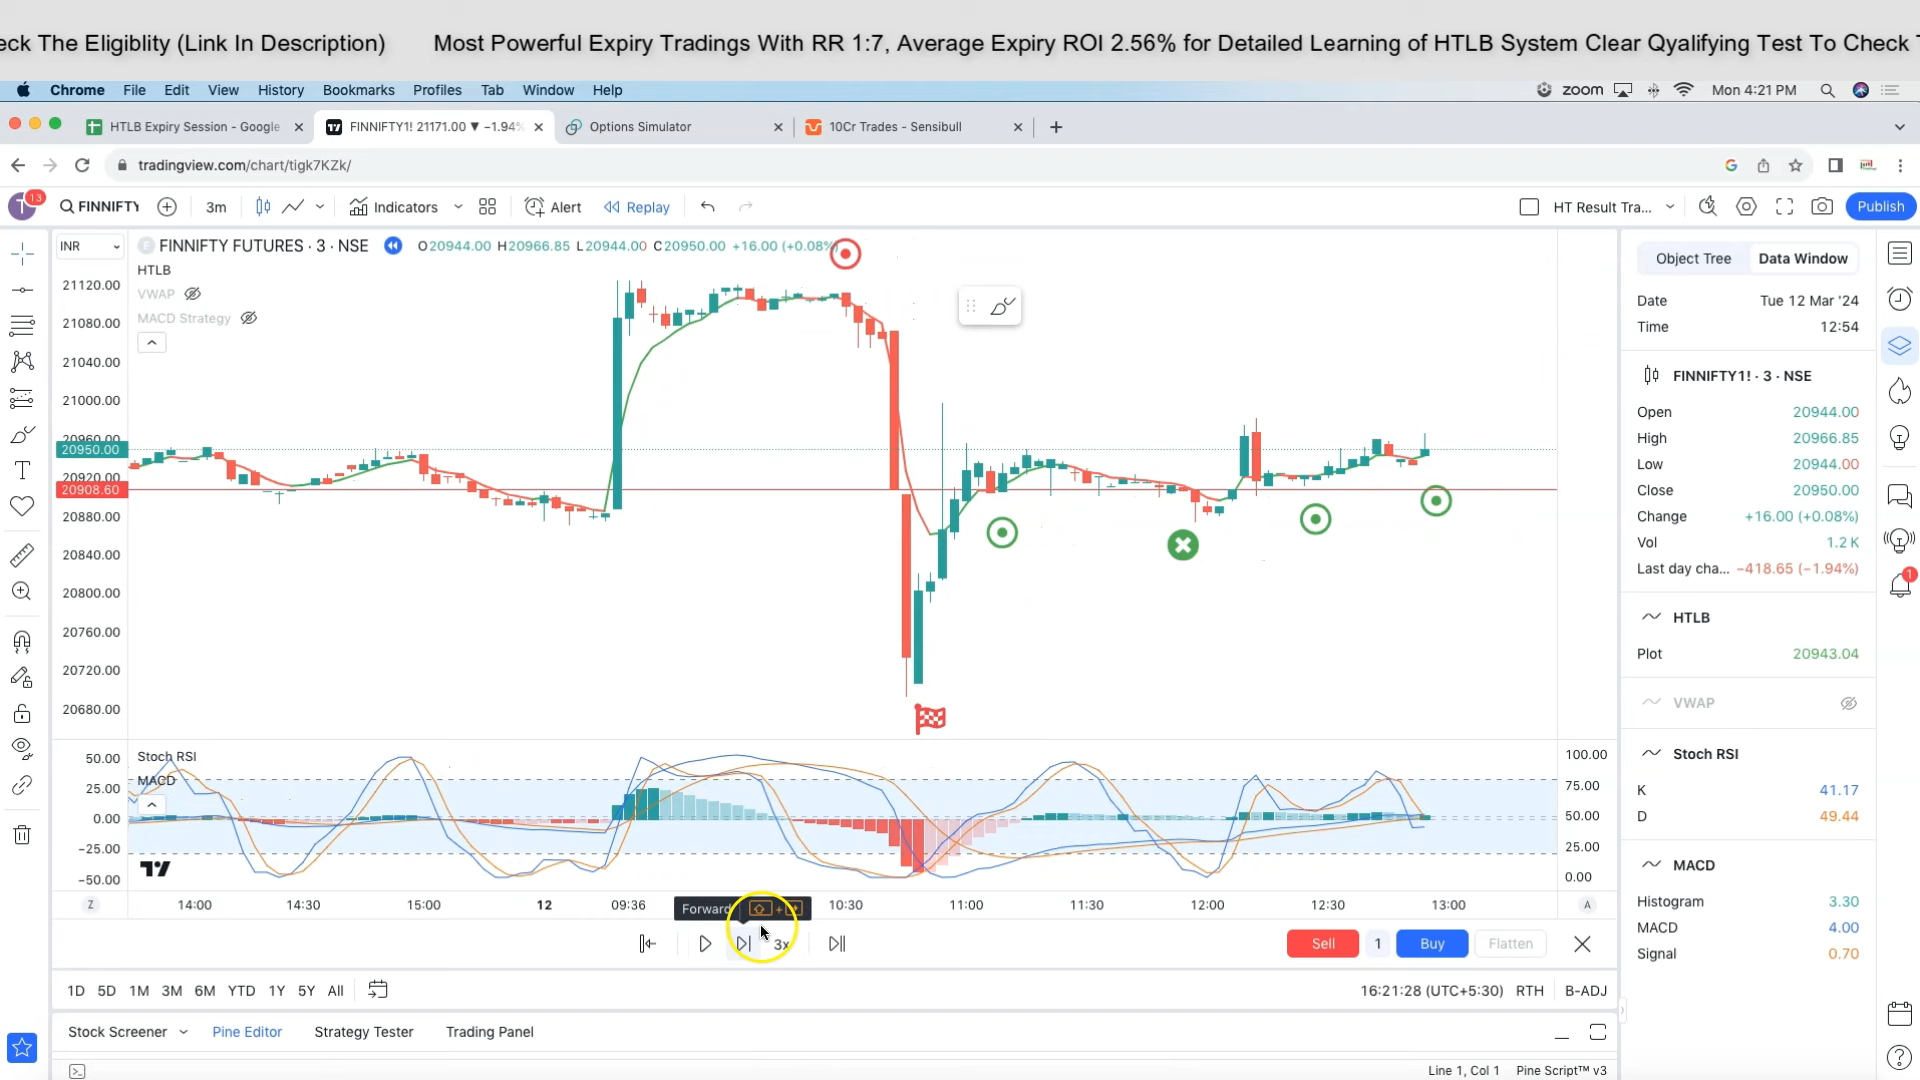 eck The Eligiblity (Link In Description) Most Powerful Expiry Tradings With RR 1:7, Average Expiry ROI 2.56% for Detailed Learning of HTLB System Clear Qyalifying Test To Check T
Chrome File Edit View History Bookmarks Profiles Tab Window Help zoom Mon 4:21 PM
HTLB Expiry Session - Google FINNIFTY1! 21171.00 ▼ −1.94% Options Simulator 10Cr Trades - Sensibull
tradingview.com/chart/tigk7KZk/
T 13 FINNIFTY 3m Indicators Alert Replay HT Result Tra... Publish
INR FINNIFTY FUTURES · 3 · NSE O20944.00 H20966.85 L20944.00 C20950.00 +16.00 (+0.08%)
HTLB
VWAP
MACD Strategy
21120.00
21080.00
21040.00
21000.00
20960.00
20950.00
20920.00
20908.60
20880.00
20840.00
20800.00
20760.00
20720.00
20680.00
Stoch RSI
MACD
50.00
25.00
0.00
−25.00
−50.00
100.00
75.00
50.00
25.00
0.00
Z 14:00 14:30 15:00 12 09:36 10:30 11:00 11:30 12:00 12:30 13:00 A
Forward
3x Sell 1 Buy Flatten
1D 5D 1M 3M 6M YTD 1Y 5Y All 16:21:28 (UTC+5:30) RTH B-ADJ
Stock Screener Pine Editor Strategy Tester Trading Panel
Line 1, Col 1 Pine Script™ v3
Object Tree Data Window
Date Tue 12 Mar '24
Time 12:54
FINNIFTY1! · 3 · NSE
Open 20944.00
High 20966.85
Low 20944.00
Close 20950.00
Change +16.00 (+0.08%)
Vol 1.2 K
Last day cha... −418.65 (−1.94%)
HTLB
Plot 20943.04
VWAP
Stoch RSI
K 41.17
D 49.44
MACD
Histogram 3.30
MACD 4.00
Signal 0.70
1